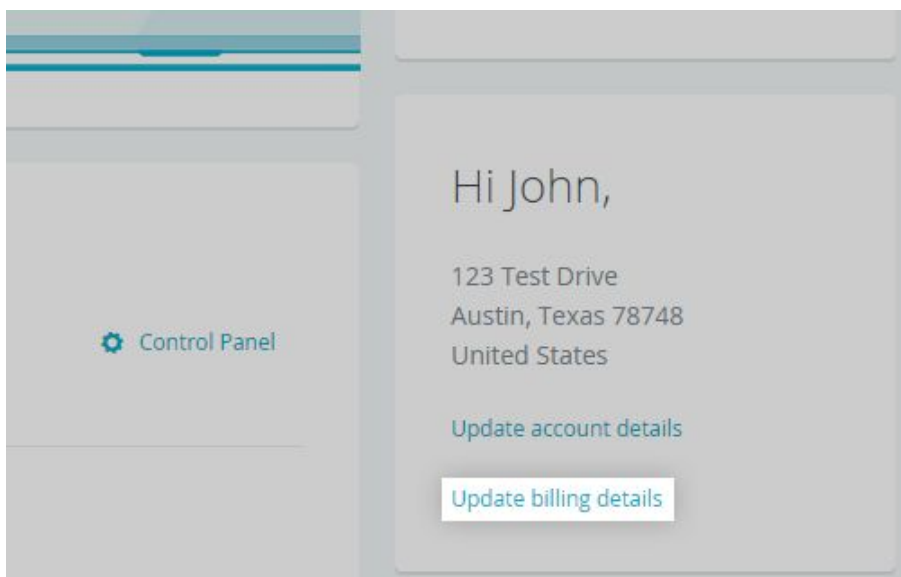 Control Panel
Hi John,
123 Test Drive
Austin, Texas 78748
United States
Update account details
Update billing details